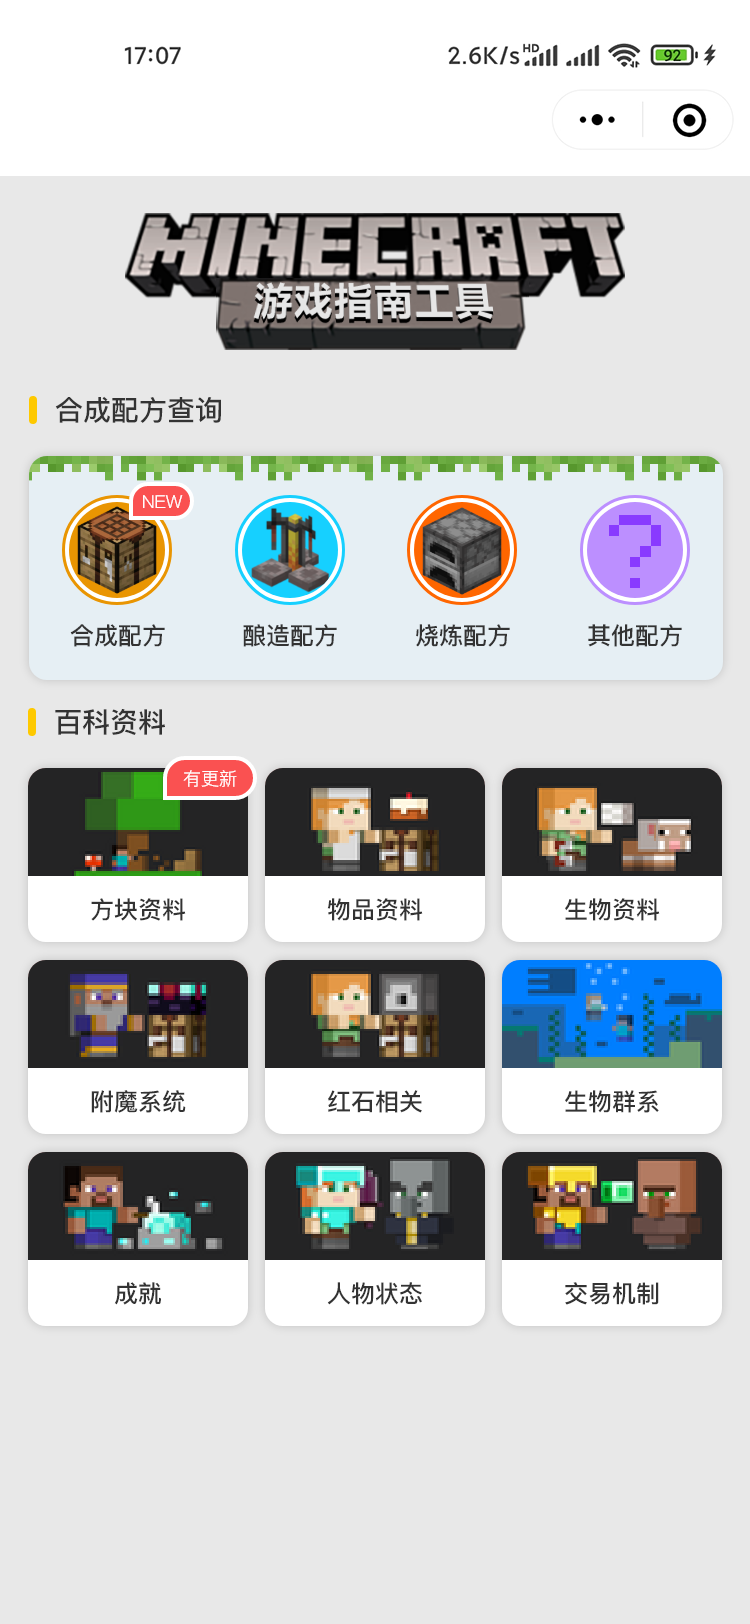 17:07
2.6K/s HD 92
MINECRAFT
游戏指南工具
合成配方查询
NEW
合成配方 酿造配方 烧炼配方 其他配方
百科资料
有更新
方块资料 物品资料 生物资料
附魔系统 红石相关 生物群系
成就 人物状态 交易机制